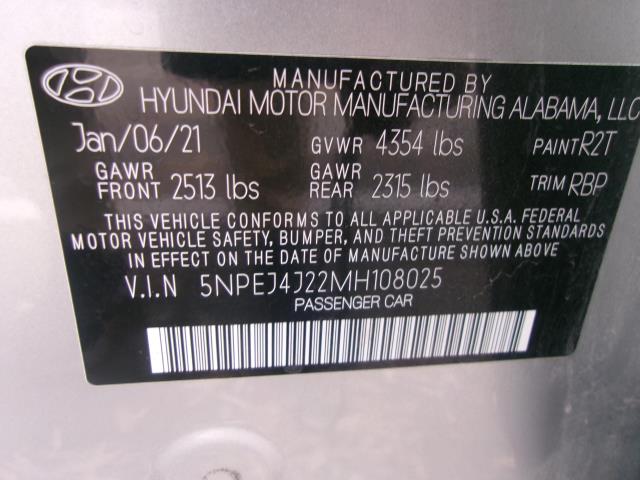 MANUFACTURED BY
HYUNDAI MOTOR MANUFACTURING ALABAMA, LLC
Jan/06/21 GVWR 4354 lbs PAINT R2T
GAWR FRONT 2513 lbs GAWR REAR 2315 lbs TRIM RBP
THIS VEHICLE CONFORMS TO ALL APPLICABLE U.S.A. FEDERAL
MOTOR VEHICLE SAFETY, BUMPER, AND THEFT PREVENTION STANDARDS
IN EFFECT ON THE DATE OF MANUFACTURE SHOWN ABOVE.
V.I.N 5NPEJ4J22MH108025
PASSENGER CAR